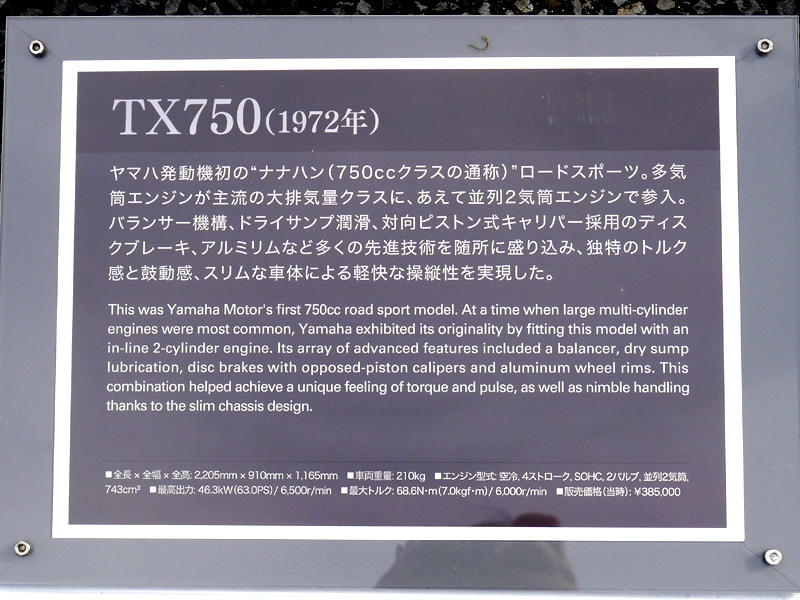 TX750(1972年)
ヤマハ発動機初の“ナナハン(750ccクラスの通称)”ロードスポーツ。多気
筒エンジンが主流の大排気量クラスに、あえて並列2気筒エンジンで参入。
バランサー機構、ドライサンプ潤滑、対向ピストン式キャリパー採用のディス
クブレーキ、アルミリムなど多くの先進技術を随所に盛り込み、独特のトルク
感と鼓動感、スリムな車体による軽快な操縦性を実現した。
This was Yamaha Motor's first 750cc road sport model. At a time when large multi-cylinder
engines were most common, Yamaha exhibited its originality by fitting this model with an
in-line 2-cylinder engine. Its array of advanced features included a balancer, dry sump
lubrication, disc brakes with opposed-piston calipers and aluminum wheel rims. This
combination helped achieve a unique feeling of torque and pulse, as well as nimble handling
thanks to the slim chassis design.
■全長×全幅×全高: 2,205mm×910mm×1,165mm ■車両重量: 210kg ■エンジン型式: 空冷, 4ストローク, SOHC, 2バルブ, 並列2気筒,
743cm³ ■最高出力: 46.3kW(63.0PS)/ 6,500r/min ■最大トルク: 68.6N・m(7.0kgf・m)/ 6,000r/min ■販売価格(当時): ¥385,000